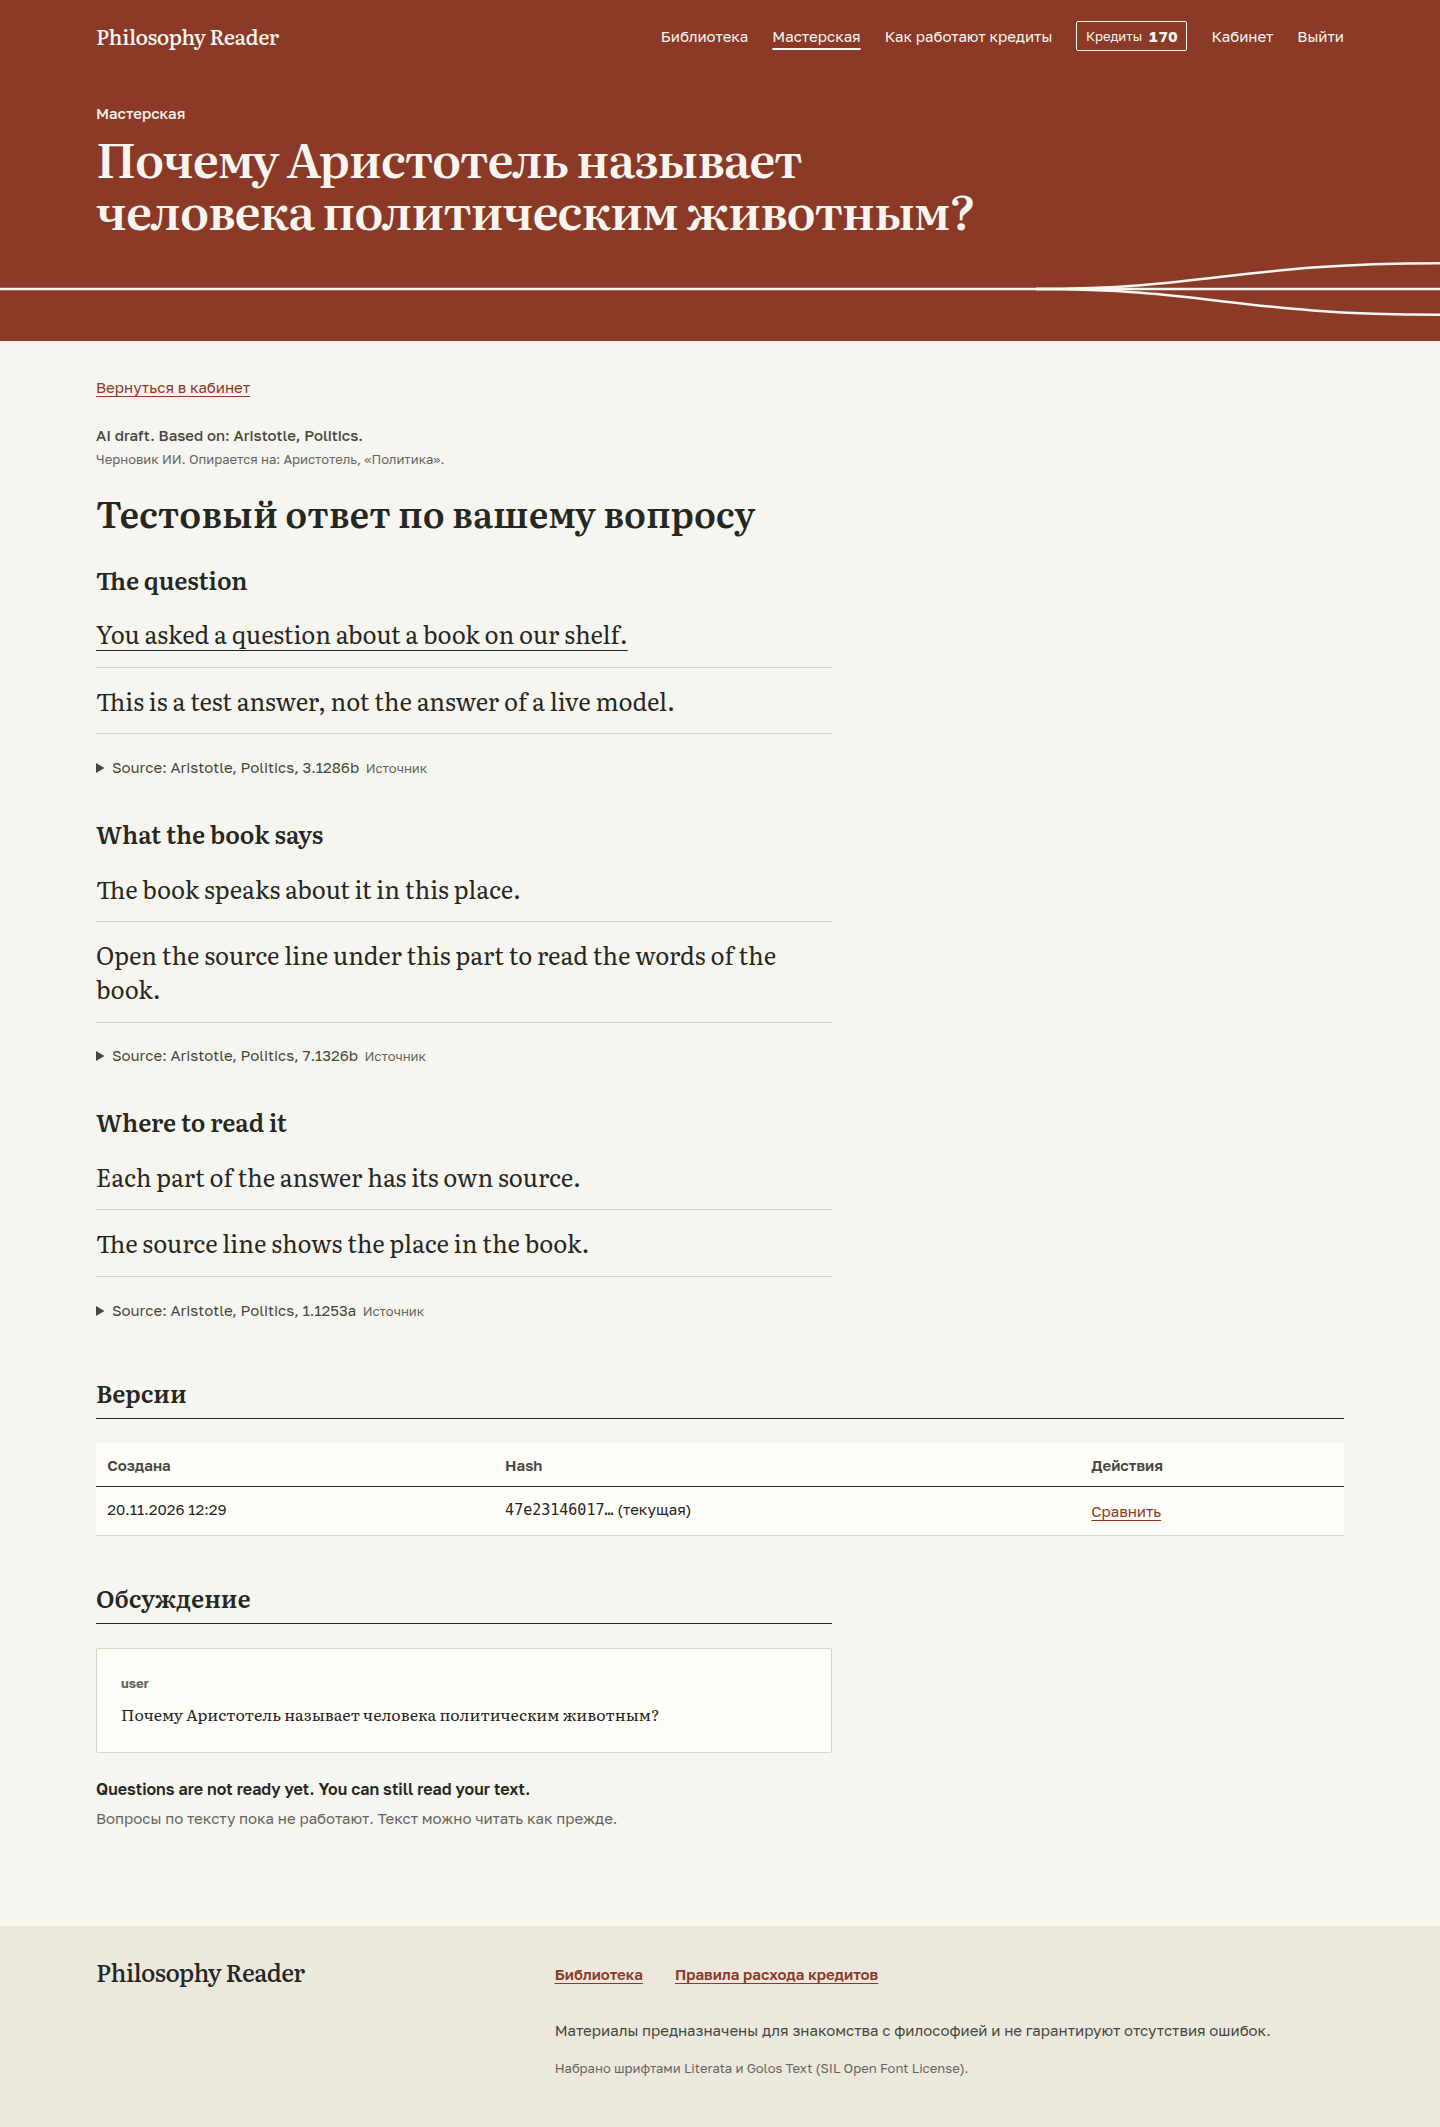 Philosophy Reader
Библиотека Мастерская Как работают кредиты Кредиты 170 Кабинет Выйти
Мастерская
Почему Аристотель называет
человека политическим животным?
Вернуться в кабинет
AI draft. Based on: Aristotle, Politics.
Черновик ИИ. Опирается на: Аристотель, «Политика».
Тестовый ответ по вашему вопросу
The question
You asked a question about a book on our shelf.
This is a test answer, not the answer of a live model.
Source: Aristotle, Politics, 3.1286b Источник
What the book says
The book speaks about it in this place.
Open the source line under this part to read the words of the
book.
Source: Aristotle, Politics, 7.1326b Источник
Where to read it
Each part of the answer has its own source.
The source line shows the place in the book.
Source: Aristotle, Politics, 1.1253a Источник
Версии
Создана Hash Действия
20.11.2026 12:29 47e23146017… (текущая) Сравнить
Обсуждение
user
Почему Аристотель называет человека политическим животным?
Questions are not ready yet. You can still read your text.
Вопросы по тексту пока не работают. Текст можно читать как прежде.
Philosophy Reader
Библиотека Правила расхода кредитов
Материалы предназначены для знакомства с философией и не гарантируют отсутствия ошибок.
Набрано шрифтами Literata и Golos Text (SIL Open Font License).